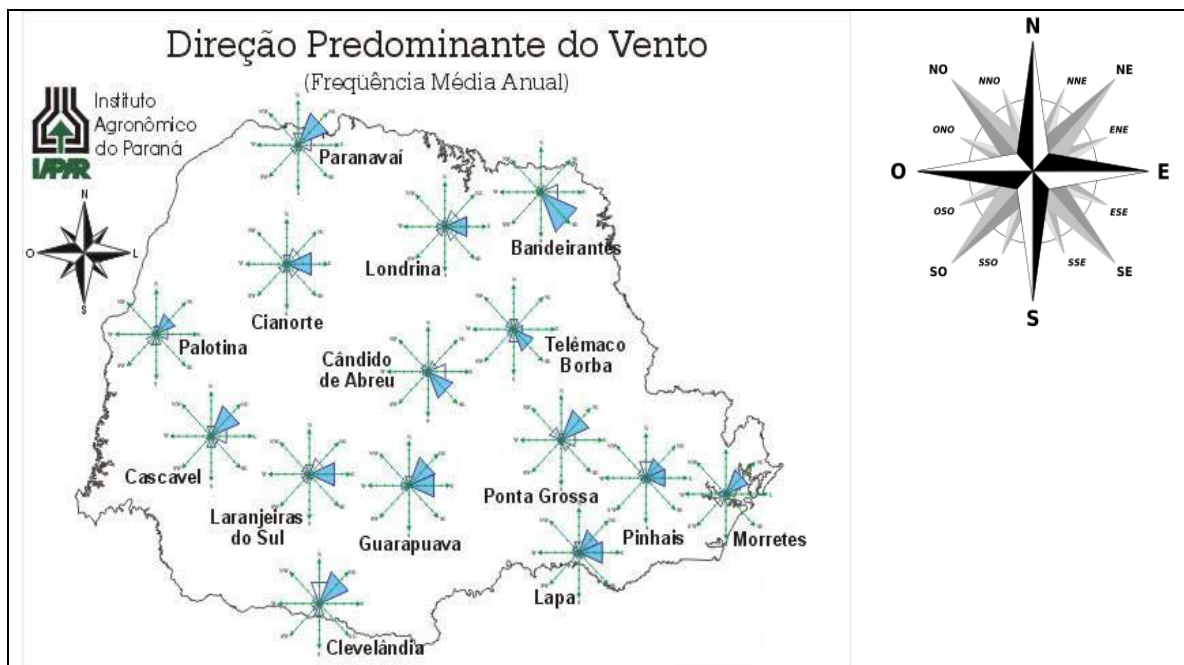 Direção Predominante do Vento
(Freqüência Média Anual)
Instituto
Agronômico
do Paraná
IAPAR
N
O
L
S
Paranavaí
Bandeirantes
Londrina
Cianorte
Palotina
Telêmaco
Borba
Cândido
de Abreu
Cascavel
Laranjeiras
do Sul
Guarapuava
Ponta Grossa
Pinhais
Morretes
Lapa
Clevelândia
N
NNO
NNE
NO
NE
ONO
ENE
O
E
OSO
ESE
SO
SE
SSO
SSE
S